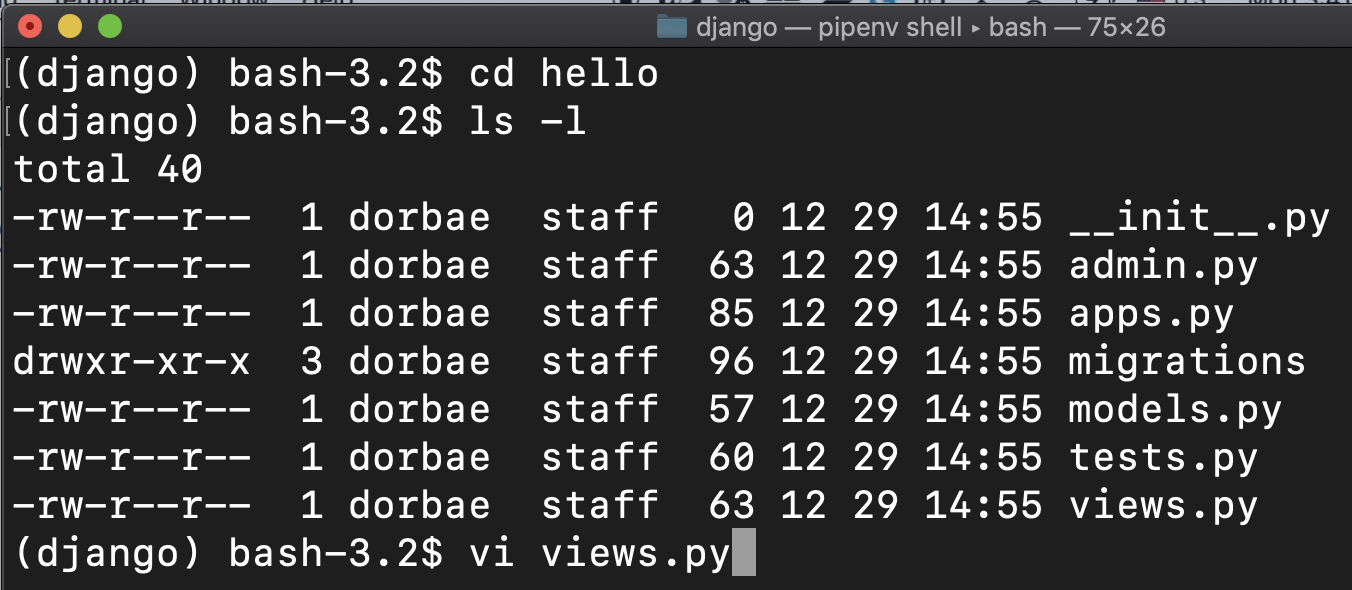 django — pipenv shell ▸ bash — 75×26
(django) bash-3.2$ cd hello
(django) bash-3.2$ ls -l
total 40
-rw-r--r--  1 dorbae  staff   0 12 29 14:55 __init__.py
-rw-r--r--  1 dorbae  staff  63 12 29 14:55 admin.py
-rw-r--r--  1 dorbae  staff  85 12 29 14:55 apps.py
drwxr-xr-x  3 dorbae  staff  96 12 29 14:55 migrations
-rw-r--r--  1 dorbae  staff  57 12 29 14:55 models.py
-rw-r--r--  1 dorbae  staff  60 12 29 14:55 tests.py
-rw-r--r--  1 dorbae  staff  63 12 29 14:55 views.py
(django) bash-3.2$ vi views.py